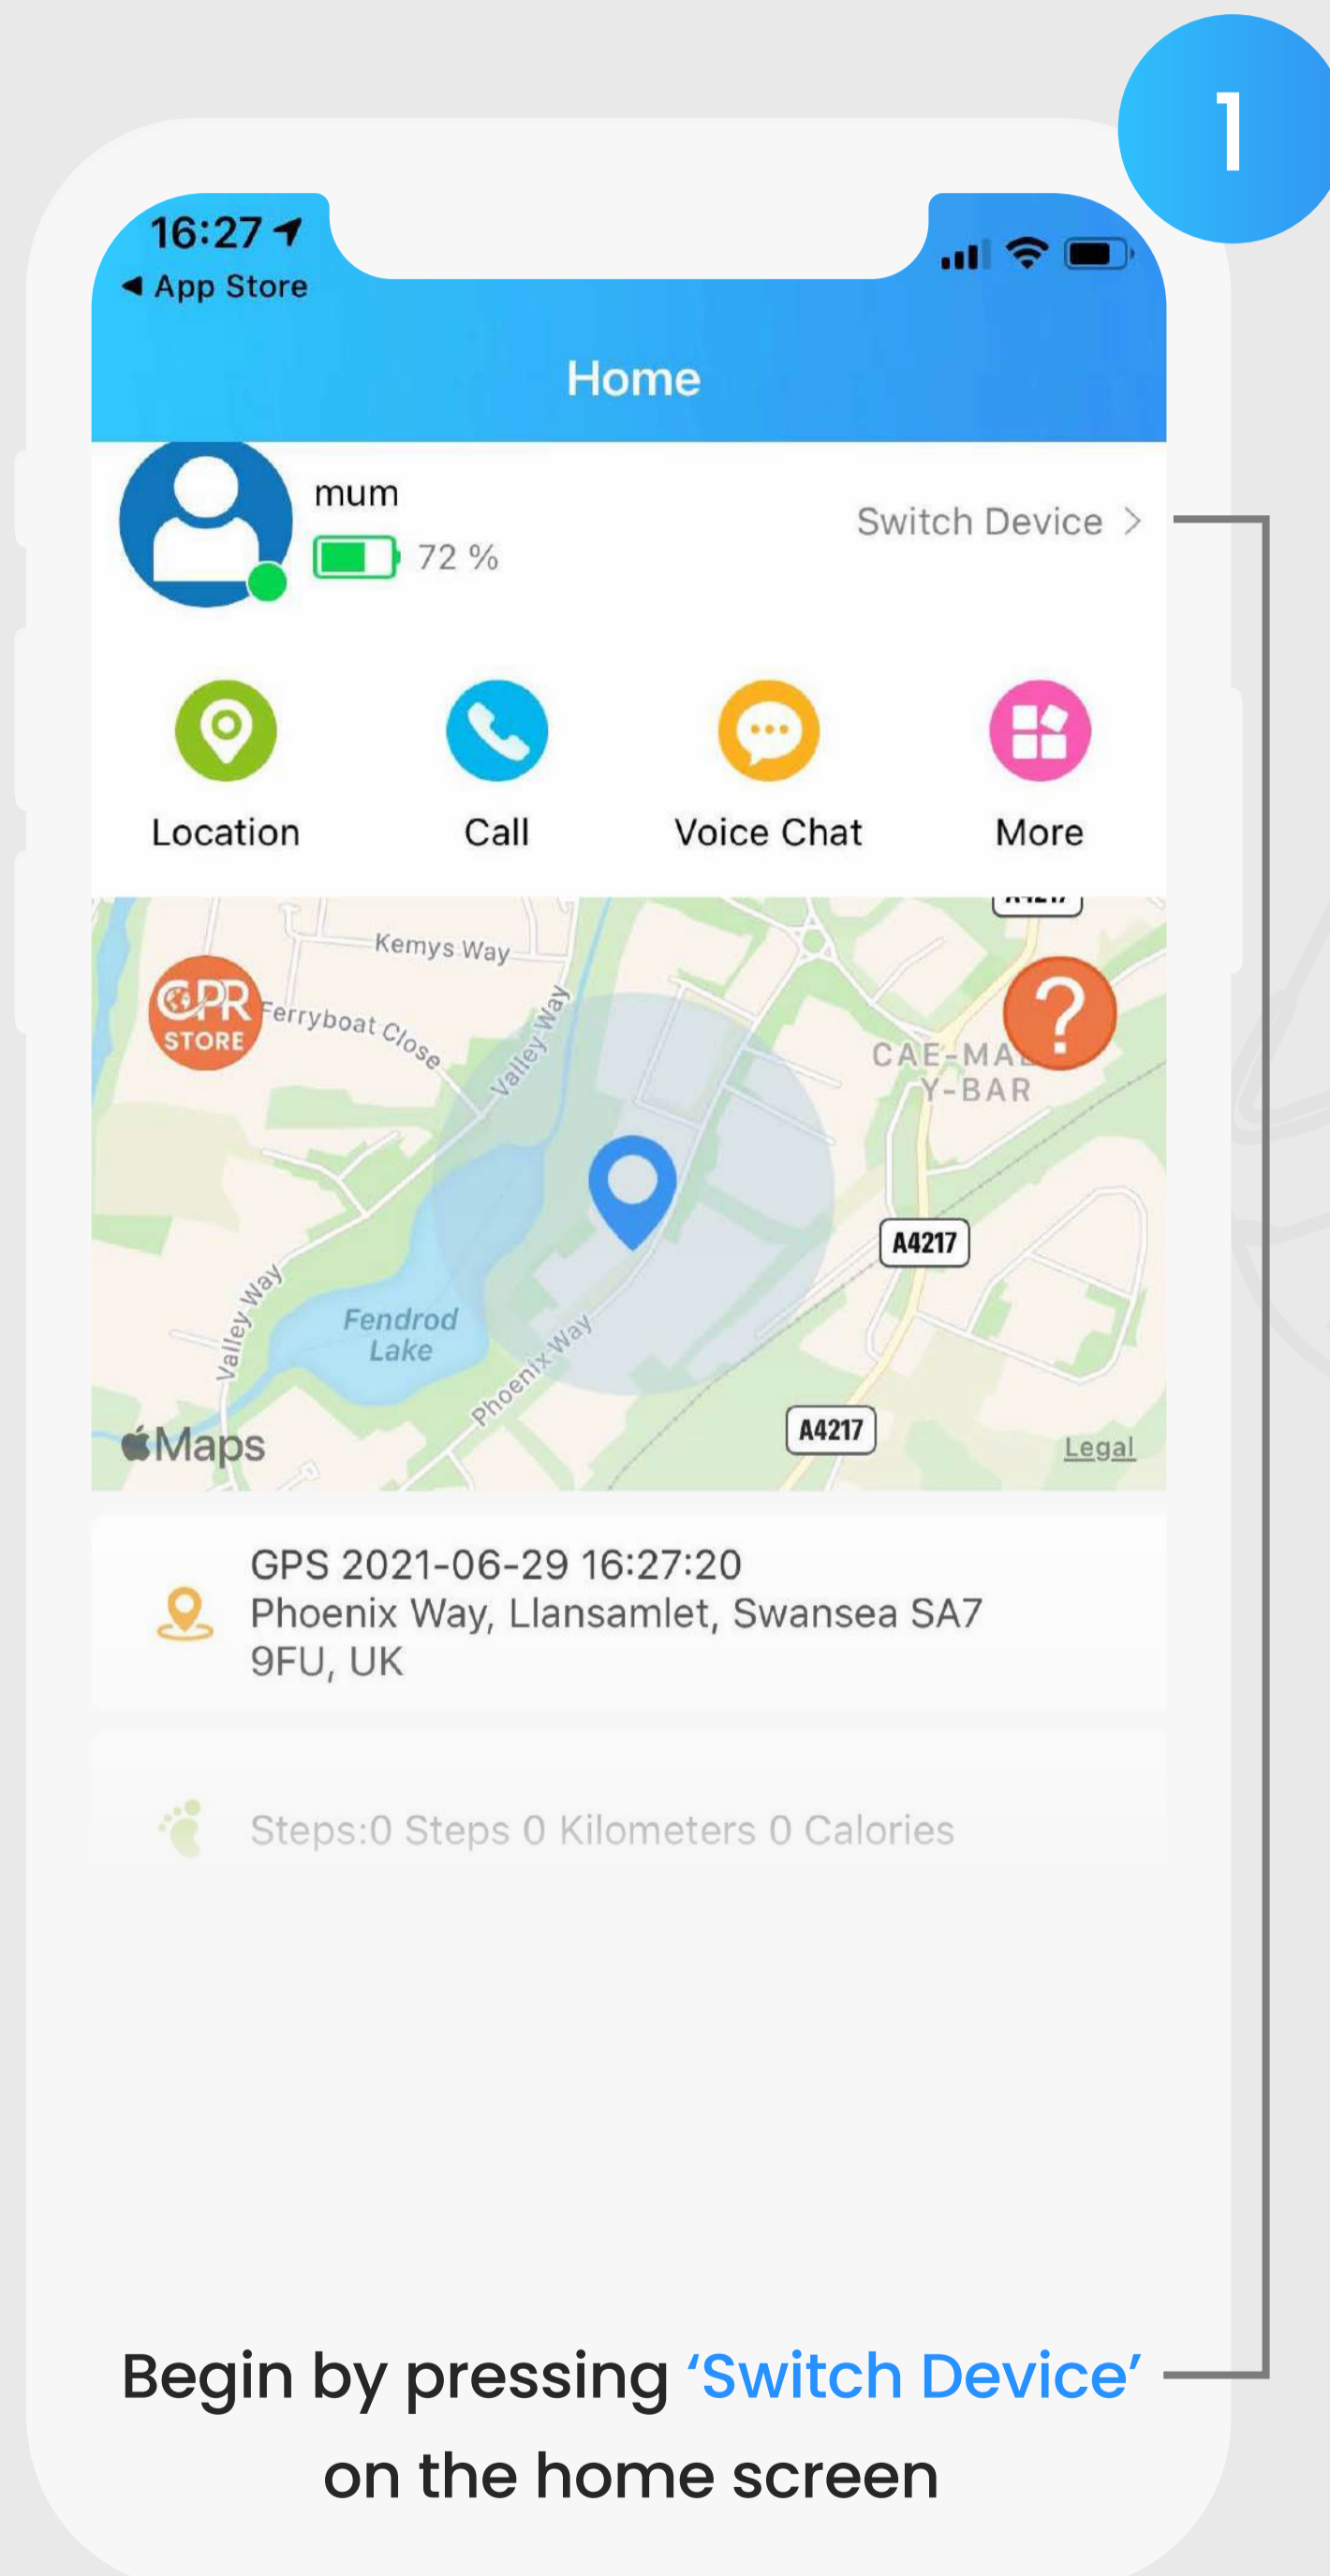 1
16:27
App Store
Home
mum
72 %
Switch Device
Location
Call
Voice Chat
More
Kemys Way
CPR
STORE
Ferryboat Close
Valley Way
Y-BAR
A4217
Valley Way
Fendrod
Lake
Phoenix Way
A4217
Maps
Legal
GPS 2021-06-29 16:27:20
Phoenix Way, Llansamlet, Swansea SA7
9FU, UK
Steps:0 Steps 0 Kilometers 0 Calories
Begin by pressing ‘Switch Device’
on the home screen